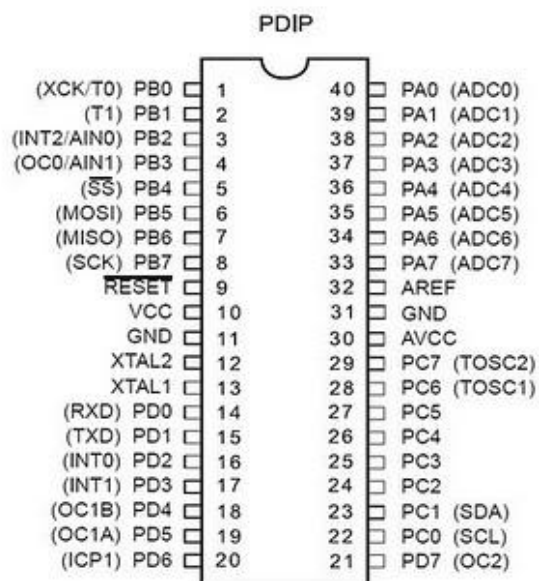 PDIP
(XCK/T0) PB0 1 40 PA0 (ADC0)
(T1) PB1 2 39 PA1 (ADC1)
(INT2/AIN0) PB2 3 38 PA2 (ADC2)
(OC0/AIN1) PB3 4 37 PA3 (ADC3)
(SS) PB4 5 36 PA4 (ADC4)
(MOSI) PB5 6 35 PA5 (ADC5)
(MISO) PB6 7 34 PA6 (ADC6)
(SCK) PB7 8 33 PA7 (ADC7)
RESET 9 32 AREF
VCC 10 31 GND
GND 11 30 AVCC
XTAL2 12 29 PC7 (TOSC2)
XTAL1 13 28 PC6 (TOSC1)
(RXD) PD0 14 27 PC5
(TXD) PD1 15 26 PC4
(INT0) PD2 16 25 PC3
(INT1) PD3 17 24 PC2
(OC1B) PD4 18 23 PC1 (SDA)
(OC1A) PD5 19 22 PC0 (SCL)
(ICP1) PD6 20 21 PD7 (OC2)